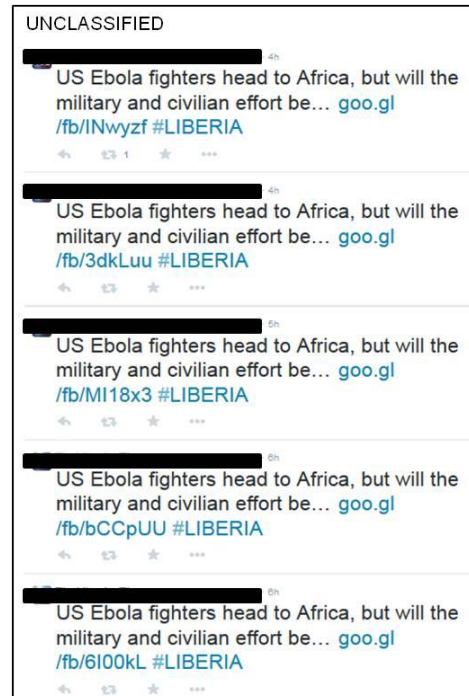 UNCLASSIFIED
4h
US Ebola fighters head to Africa, but will the
military and civilian effort be... goo.gl
/fb/INwyzf #LIBERIA
1
4h
US Ebola fighters head to Africa, but will the
military and civilian effort be... goo.gl
/fb/3dkLuu #LIBERIA
5h
US Ebola fighters head to Africa, but will the
military and civilian effort be... goo.gl
/fb/MI18x3 #LIBERIA
6h
US Ebola fighters head to Africa, but will the
military and civilian effort be... goo.gl
/fb/bCCpUU #LIBERIA
6h
US Ebola fighters head to Africa, but will the
military and civilian effort be... goo.gl
/fb/6I00kL #LIBERIA